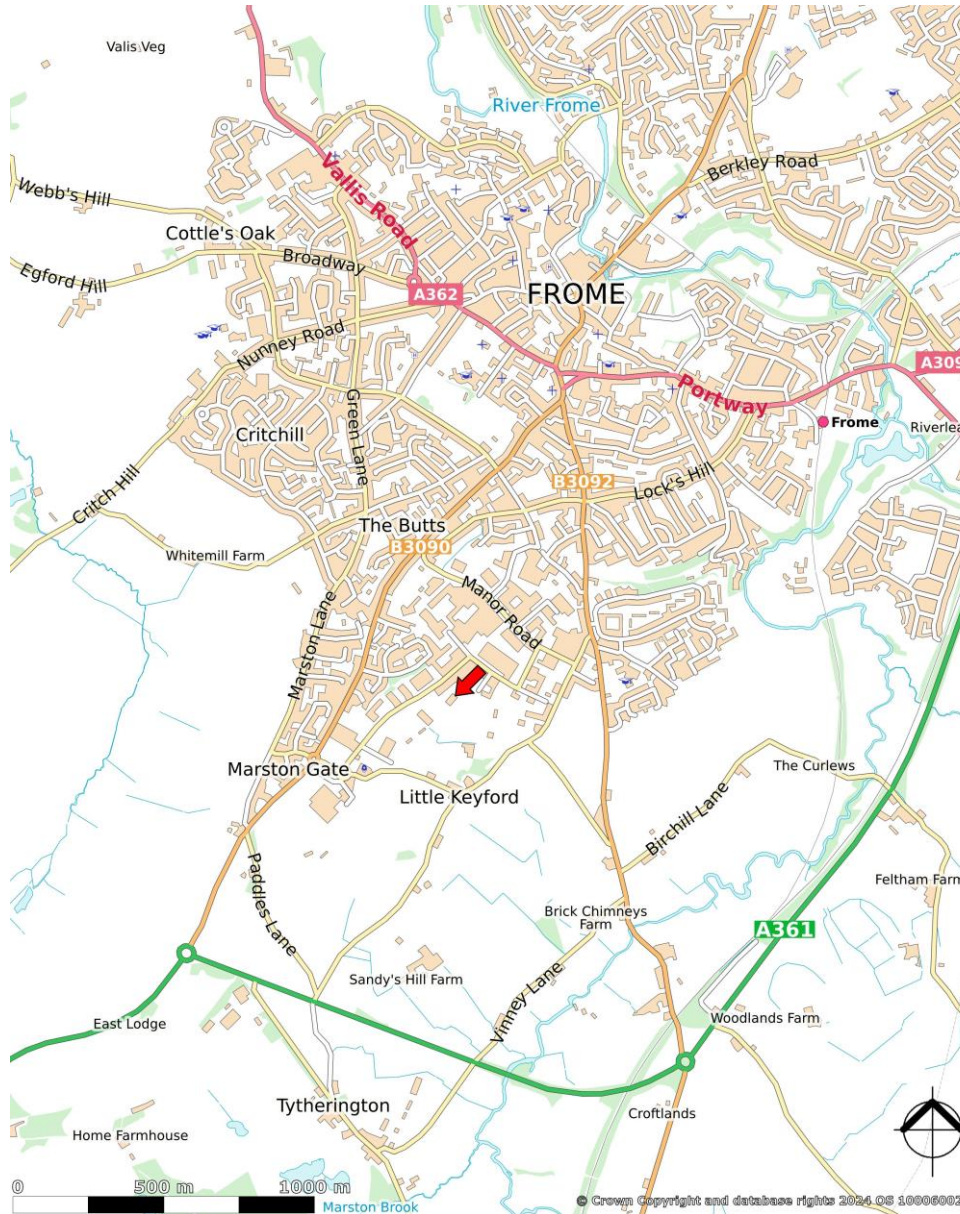 Valis Veg
River Frome
Berkley Road
Vallis Road
Webb's Hill
Cottle's Oak
Broadway
Egford Hill
A362
FROME
Nunney Road
A309
Portway
Green Lane
Frome
Riverlea
Critchill
B3092
Lock's Hill
Critch Hill
The Butts
B3090
Whitemill Farm
Manor Road
Marston Lane
Marston Gate
The Curlews
Little Keyford
Birchill Lane
Feltham Farm
Paddles Lane
Brick Chimneys
Farm
A361
Sandy's Hill Farm
Vinney Lane
East Lodge
Woodlands Farm
Tytherington
Croftlands
Home Farmhouse
0 500 m 1000 m
Marston Brook
© Crown Copyright and database rights 2024 OS 10006002